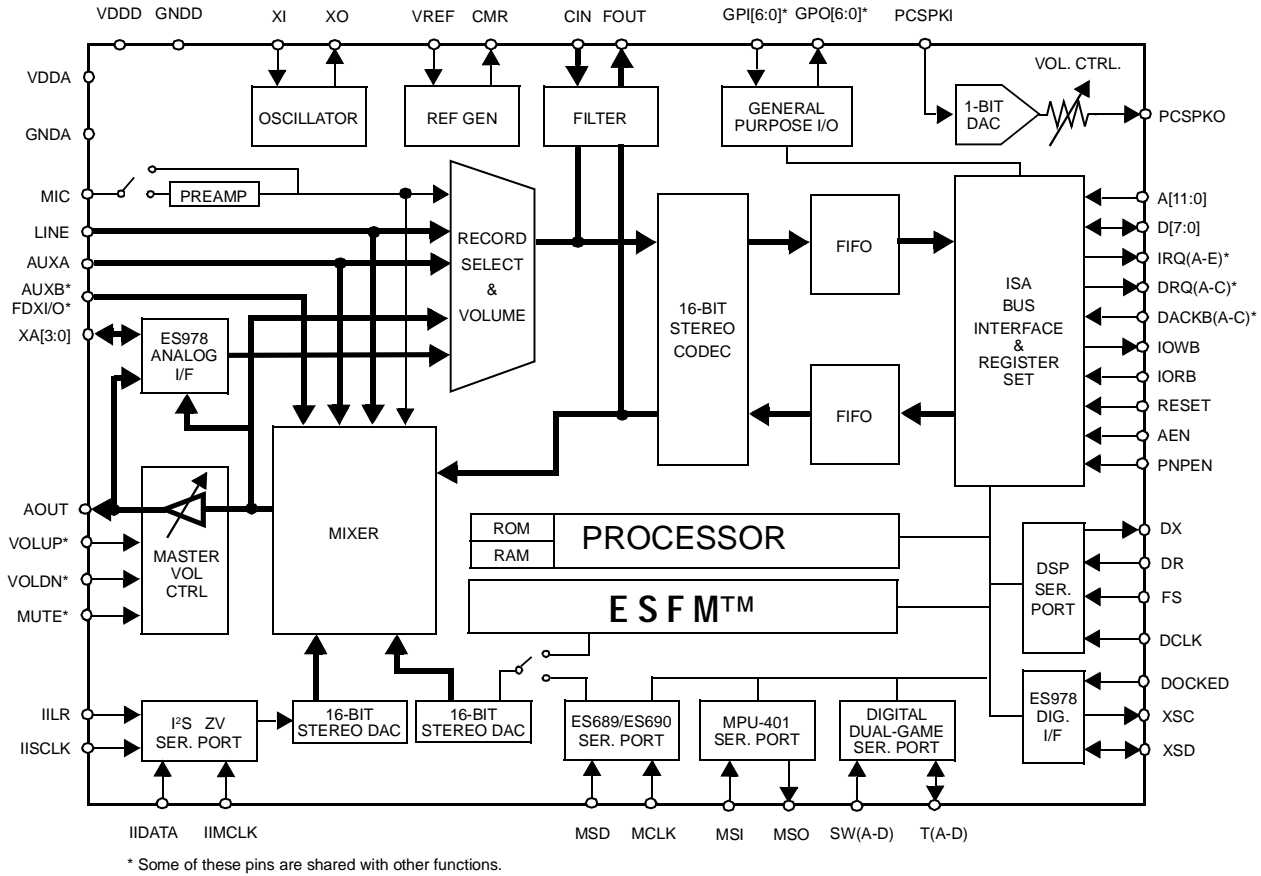 VDDD GNDD XI XO VREF CMR CIN FOUT GPI[6:0]* GPO[6:0]* PCSPKI
VDDA
GNDA
MIC
LINE
AUXA
AUXB*
FDXI/O*
XA[3:0]
AOUT
VOLUP*
VOLDN*
MUTE*
IILR
IISCLK
OSCILLATOR
REF GEN
FILTER
GENERAL
PURPOSE I/O
1-BIT
DAC
VOL. CTRL.
PCSPKO
PREAMP
RECORD
SELECT
&
VOLUME
16-BIT
STEREO
CODEC
FIFO
FIFO
ISA
BUS
INTERFACE
&
REGISTER
SET
A[11:0]
D[7:0]
IRQ(A-E)*
DRQ(A-C)*
DACKB(A-C)*
IOWB
IORB
RESET
AEN
PNPEN
ES978
ANALOG
I/F
MASTER
VOL
CTRL
MIXER
ROM
RAM
PROCESSOR
ESFM™
DSP
SER.
PORT
DX
DR
FS
DCLK
ES978
DIG.
I/F
DOCKED
XSC
XSD
I²S ZV
SER. PORT
16-BIT
STEREO DAC
16-BIT
STEREO DAC
ES689/ES690
SER. PORT
MPU-401
SER. PORT
DIGITAL
DUAL-GAME
SER. PORT
IIDATA IIMCLK MSD MCLK MSI MSO SW(A-D) T(A-D)
* Some of these pins are shared with other functions.